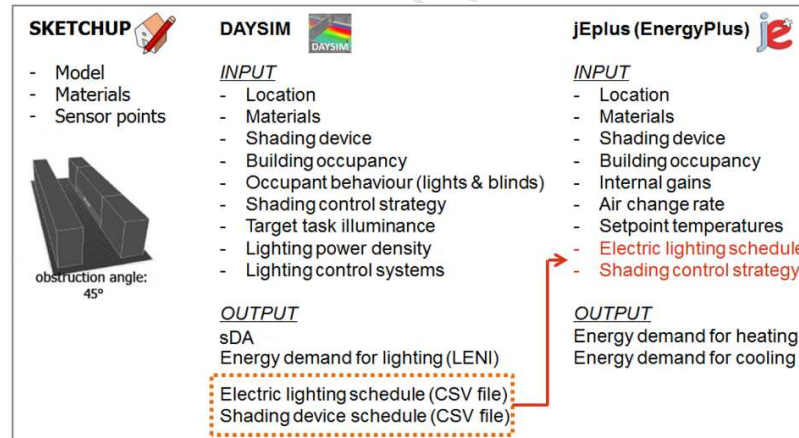 SKETCHUP
- Model
- Materials
- Sensor points
obstruction angle:
45°
DAYSIM
DAYSIM
INPUT
- Location
- Materials
- Shading device
- Building occupancy
- Occupant behaviour (lights & blinds)
- Shading control strategy
- Target task illuminance
- Lighting power density
- Lighting control systems
OUTPUT
sDA
Energy demand for lighting (LENI)
Electric lighting schedule (CSV file)
Shading device schedule (CSV file)
jEplus (EnergyPlus)
je+
INPUT
- Location
- Materials
- Shading device
- Building occupancy
- Internal gains
- Air change rate
- Setpoint temperatures
- Electric lighting schedule
- Shading control strategy
OUTPUT
Energy demand for heating
Energy demand for cooling